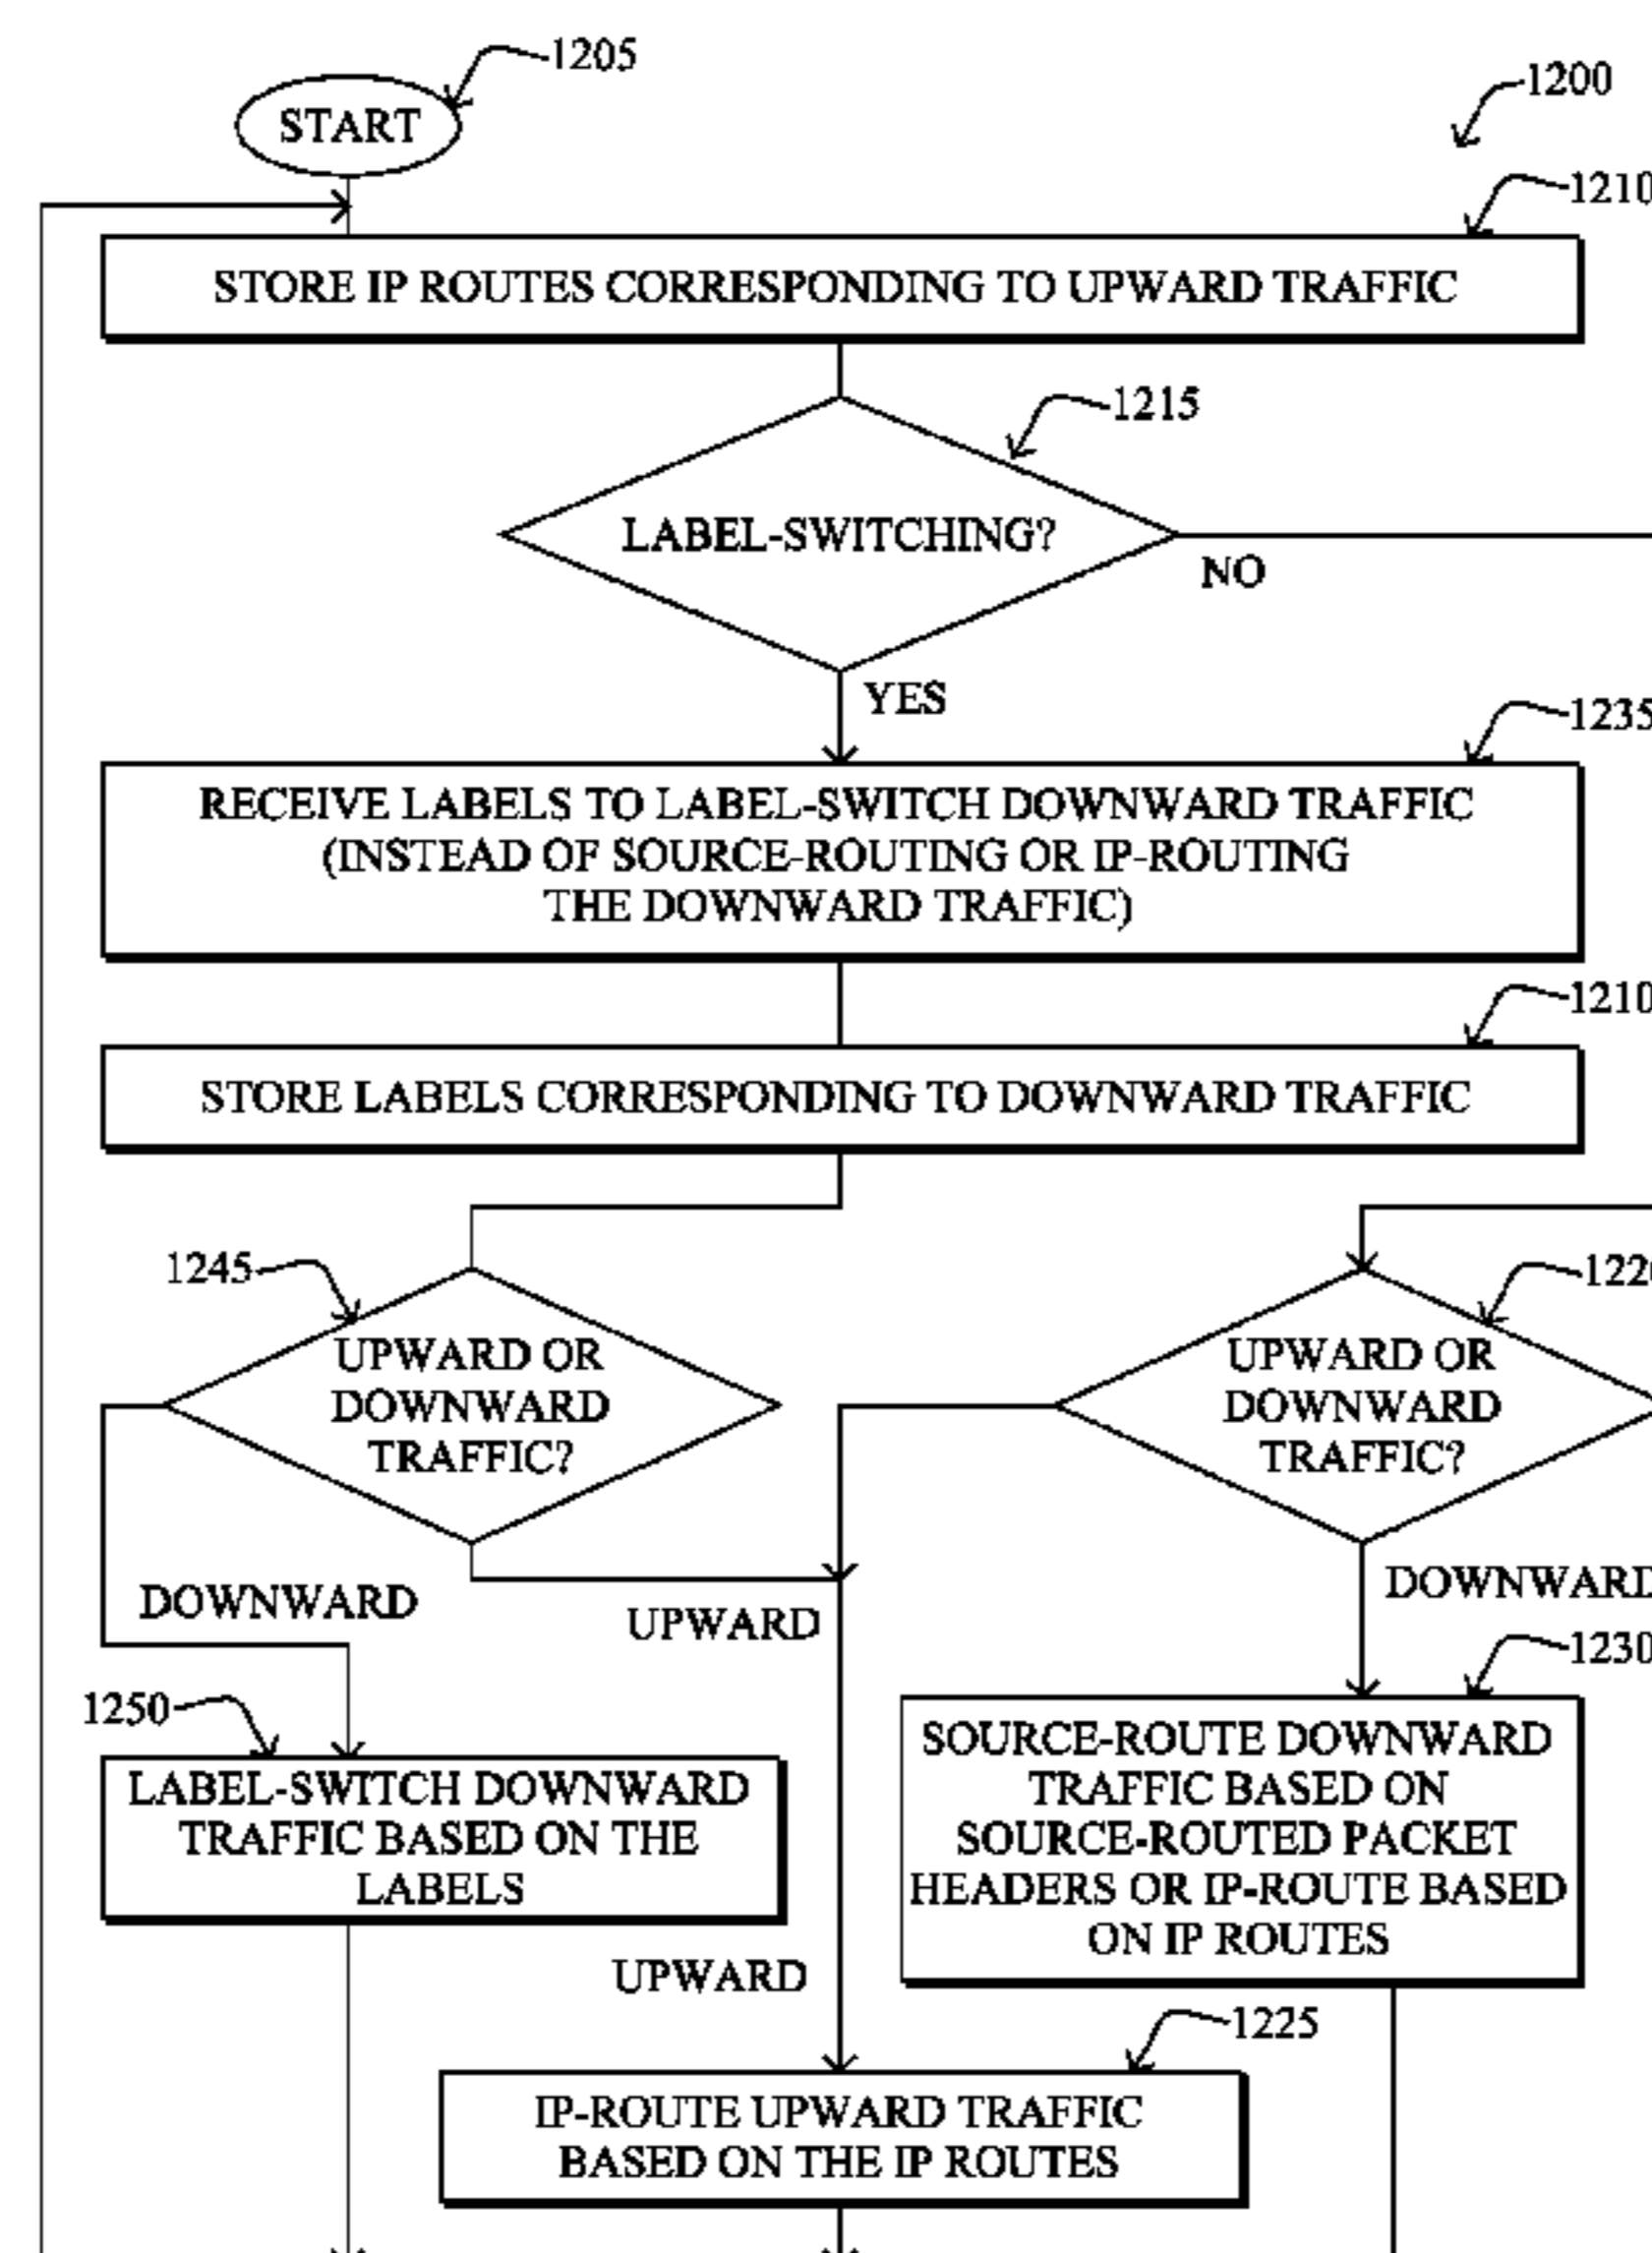 1205
START
1200
1210
STORE IP ROUTES CORRESPONDING TO UPWARD TRAFFIC
1215
LABEL-SWITCHING?
NO
YES
1235
RECEIVE LABELS TO LABEL-SWITCH DOWNWARD TRAFFIC
(INSTEAD OF SOURCE-ROUTING OR IP-ROUTING
THE DOWNWARD TRAFFIC)
1210
STORE LABELS CORRESPONDING TO DOWNWARD TRAFFIC
1245
UPWARD OR
DOWNWARD
TRAFFIC?
UPWARD OR
DOWNWARD
TRAFFIC?
DOWNWARD
UPWARD
DOWNWARD
1230
1250
LABEL-SWITCH DOWNWARD
TRAFFIC BASED ON THE
LABELS
SOURCE-ROUTE DOWNWARD
TRAFFIC BASED ON
SOURCE-ROUTED PACKET
HEADERS OR IP-ROUTE BASED
ON IP ROUTES
UPWARD
1225
IP-ROUTE UPWARD TRAFFIC
BASED ON THE IP ROUTES